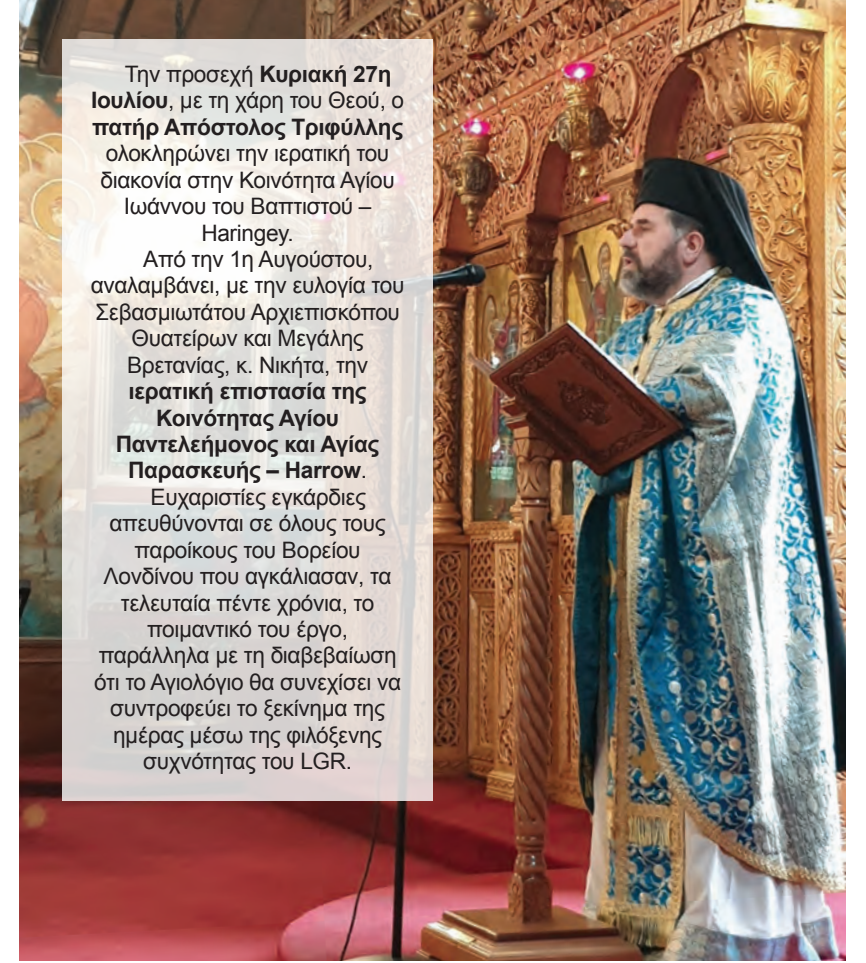 Την προσεχή Κυριακή 27η
Ιουλίου, με τη χάρη του Θεού, ο
πατήρ Απόστολος Τριφύλλης
ολοκληρώνει την ιερατική του
διακονία στην Κοινότητα Αγίου
Ιωάννου του Βαπτιστού –
Haringey.
Από την 1η Αυγούστου,
αναλαμβάνει, με την ευλογία του
Σεβασμιωτάτου Αρχιεπισκόπου
Θυατείρων και Μεγάλης
Βρετανίας, κ. Νικήτα, την
ιερατική επιστασία της
Κοινότητας Αγίου
Παντελεήμονος και Αγίας
Παρασκευής – Harrow.
Ευχαριστίες εγκάρδιες
απευθύνονται σε όλους τους
παροίκους του Βορείου
Λονδίνου που αγκάλιασαν, τα
τελευταία πέντε χρόνια, το
ποιμαντικό του έργο,
παράλληλα με τη διαβεβαίωση
ότι το Αγιολόγιο θα συνεχίσει να
συντροφεύει το ξεκίνημα της
ημέρας μέσω της φιλόξενης
συχνότητας του LGR.